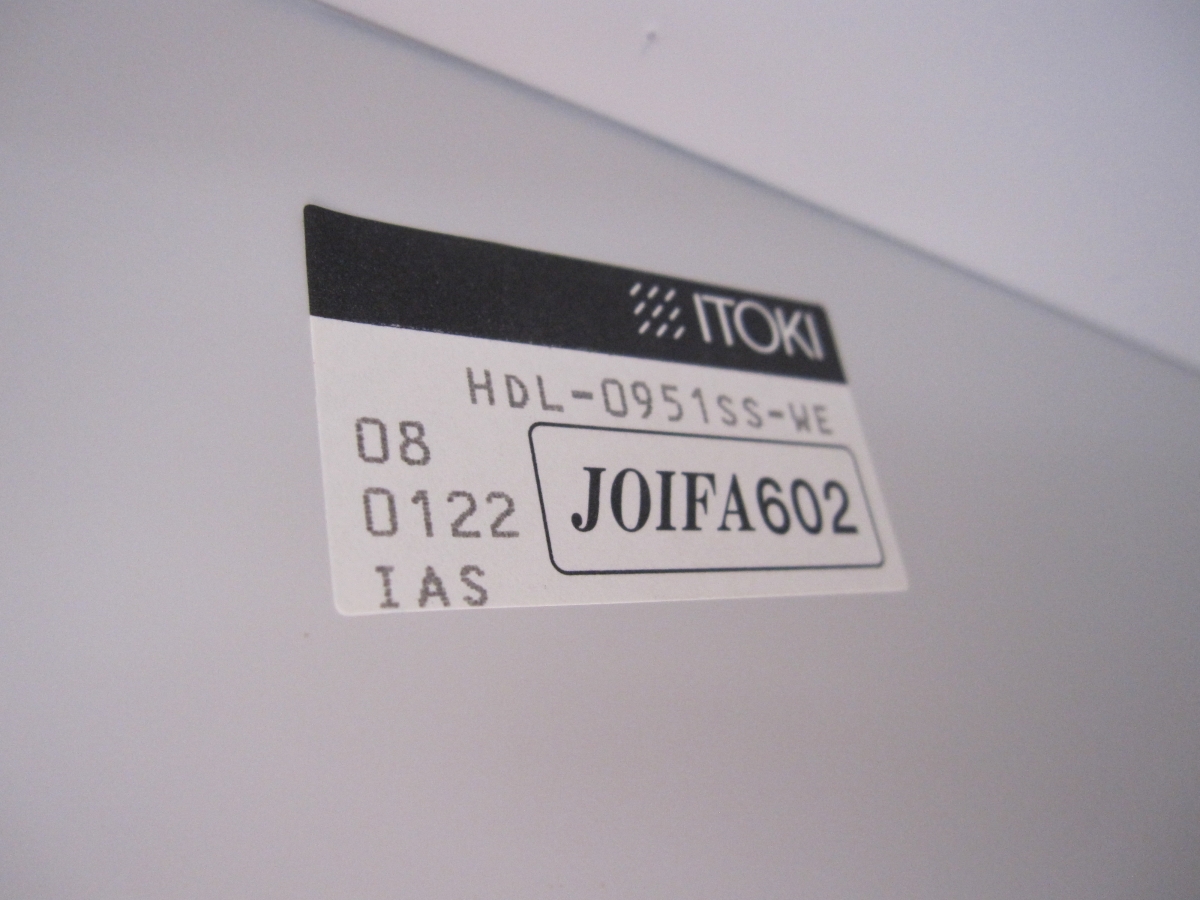 ITOKI
HDL-0951SS-WE
08
JOIFA602
0122
IAS